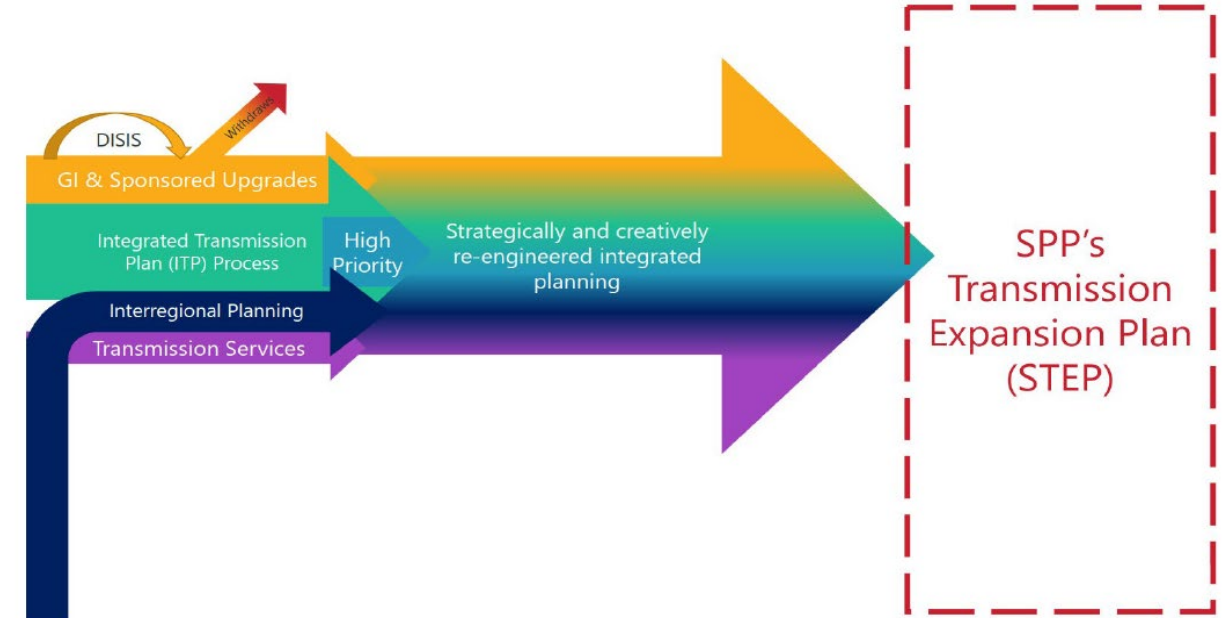 DISIS
Withdraws
GI & Sponsored Upgrades
Integrated Transmission
Plan (ITP) Process
High
Priority
Interregional Planning
Transmission Services
Strategically and creatively
re-engineered integrated
planning
SPP’s
Transmission
Expansion Plan
(STEP)